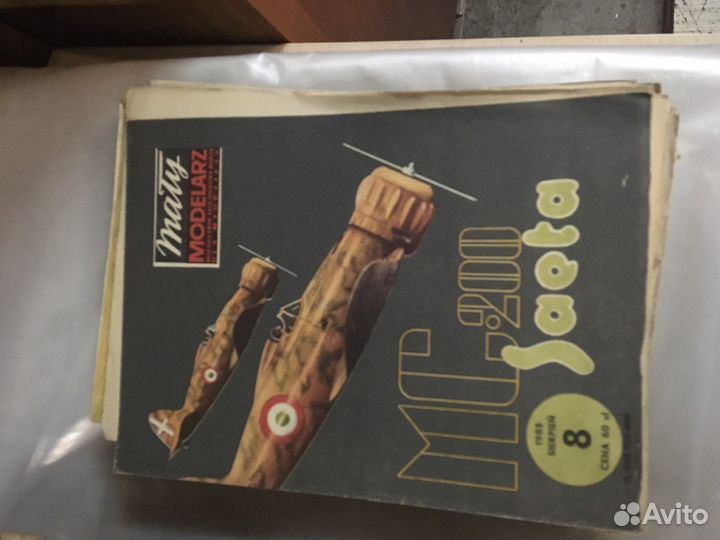 mały
MODELARZ
MC.200
Saeta
1985
SIERPIEŃ
8
CENA 60 zł
Avito